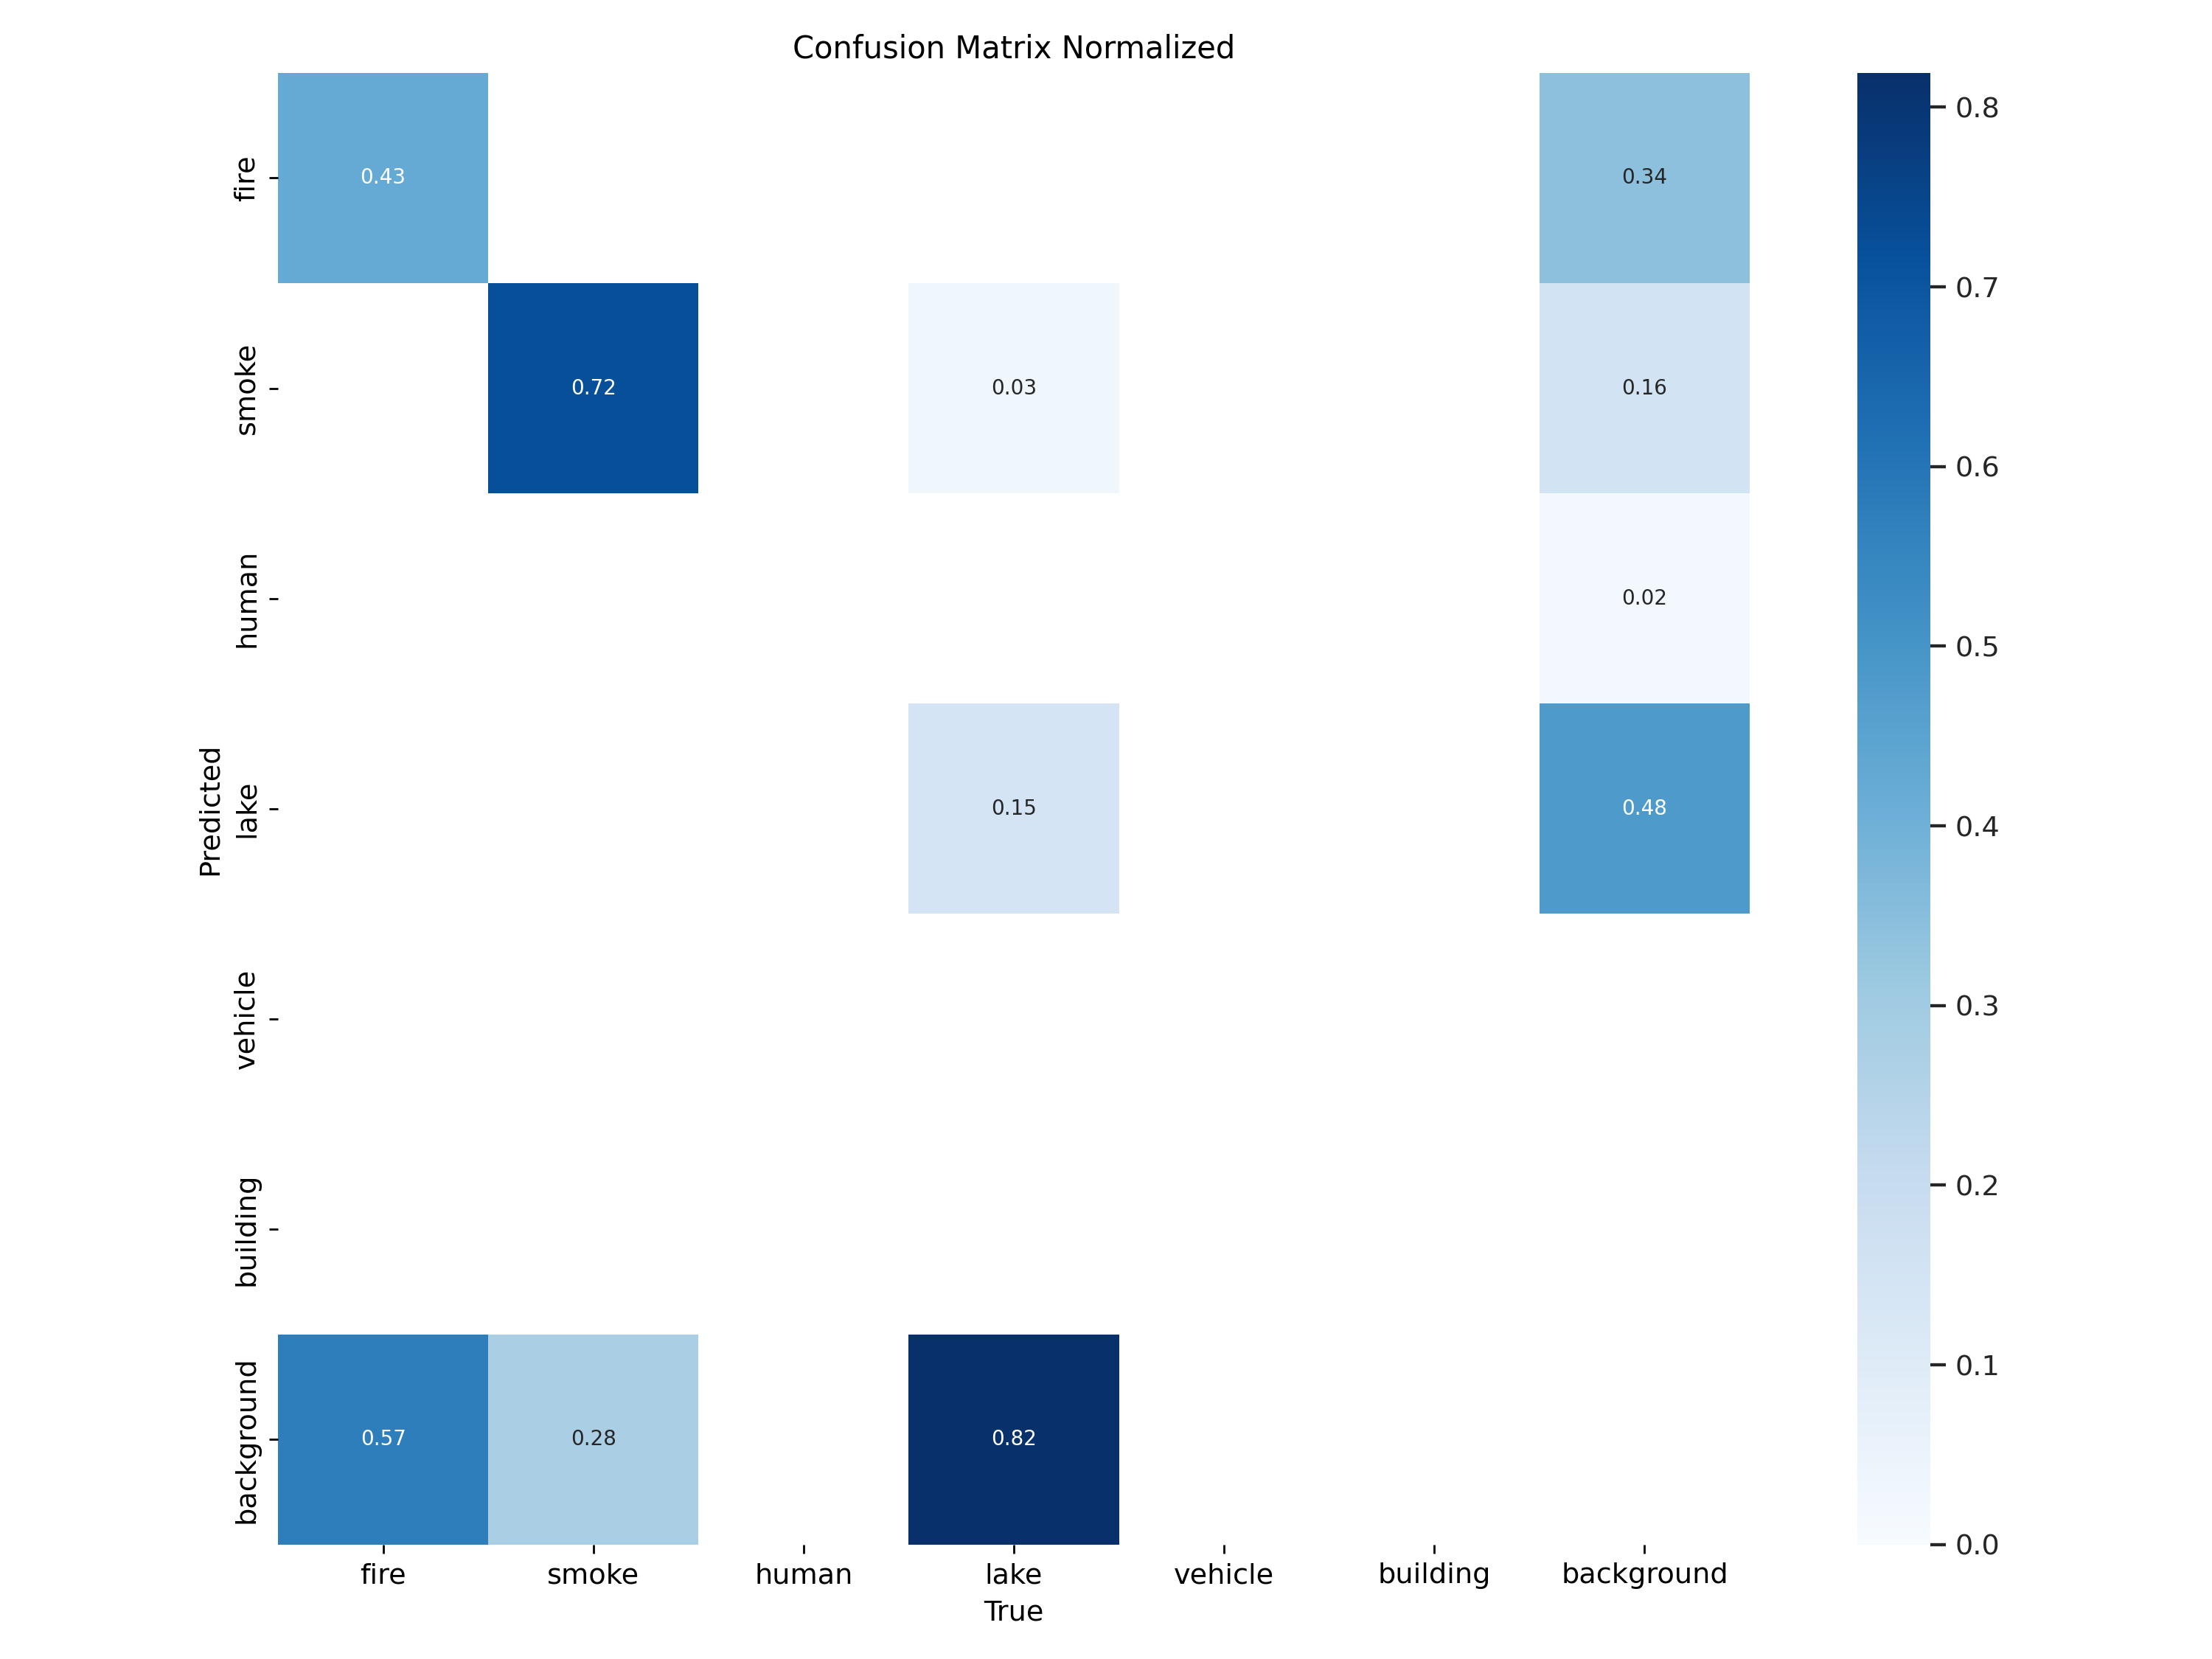 Confusion Matrix Normalized
fire
0.43
0.34
0.8
smoke
0.72
0.03
0.16
0.7
0.6
human
0.02
0.5
Predicted
lake
0.15
0.48
0.4
vehicle
0.3
building
0.2
background
0.57
0.28
0.82
0.1
0.0
fire smoke human lake vehicle building background
True